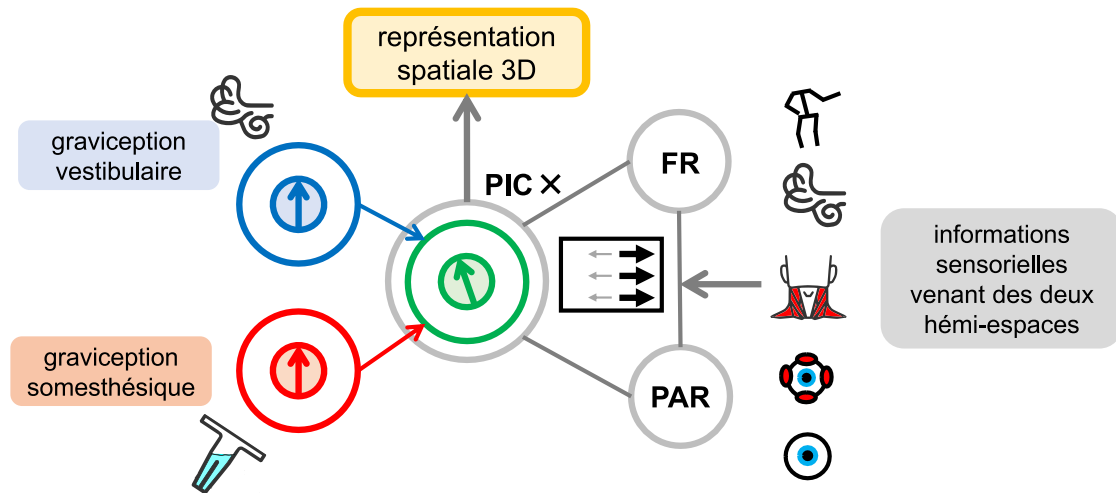 représentation
spatiale 3D
graviception
vestibulaire
PIC ×
FR
informations
sensorielles
venant des deux
hémi-espaces
graviception
somesthésique
PAR